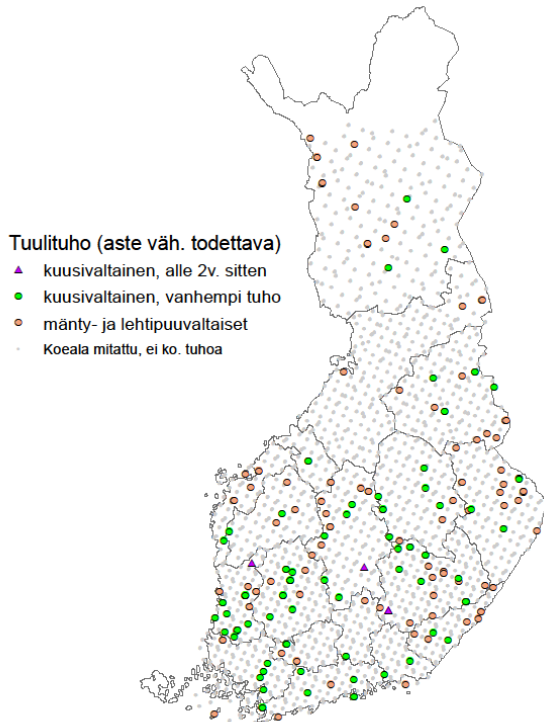 Tuulituho (aste väh. todettava)
kuusivaltainen, alle 2v. sitten
kuusivaltainen, vanhempi tuho
mänty- ja lehtipuuvaltaiset
Koeala mitattu, ei ko. tuhoa